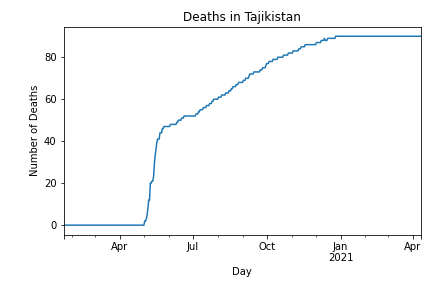 Deaths in Tajikistan
Number of Deaths
80
60
40
20
0
Apr
Jul
Oct
Jan
2021
Apr
Day